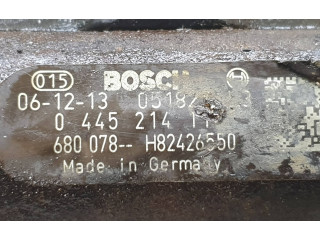 015 BOSCH
06-12-13
0 445 214
680 078-- H82426550
Made in Germany